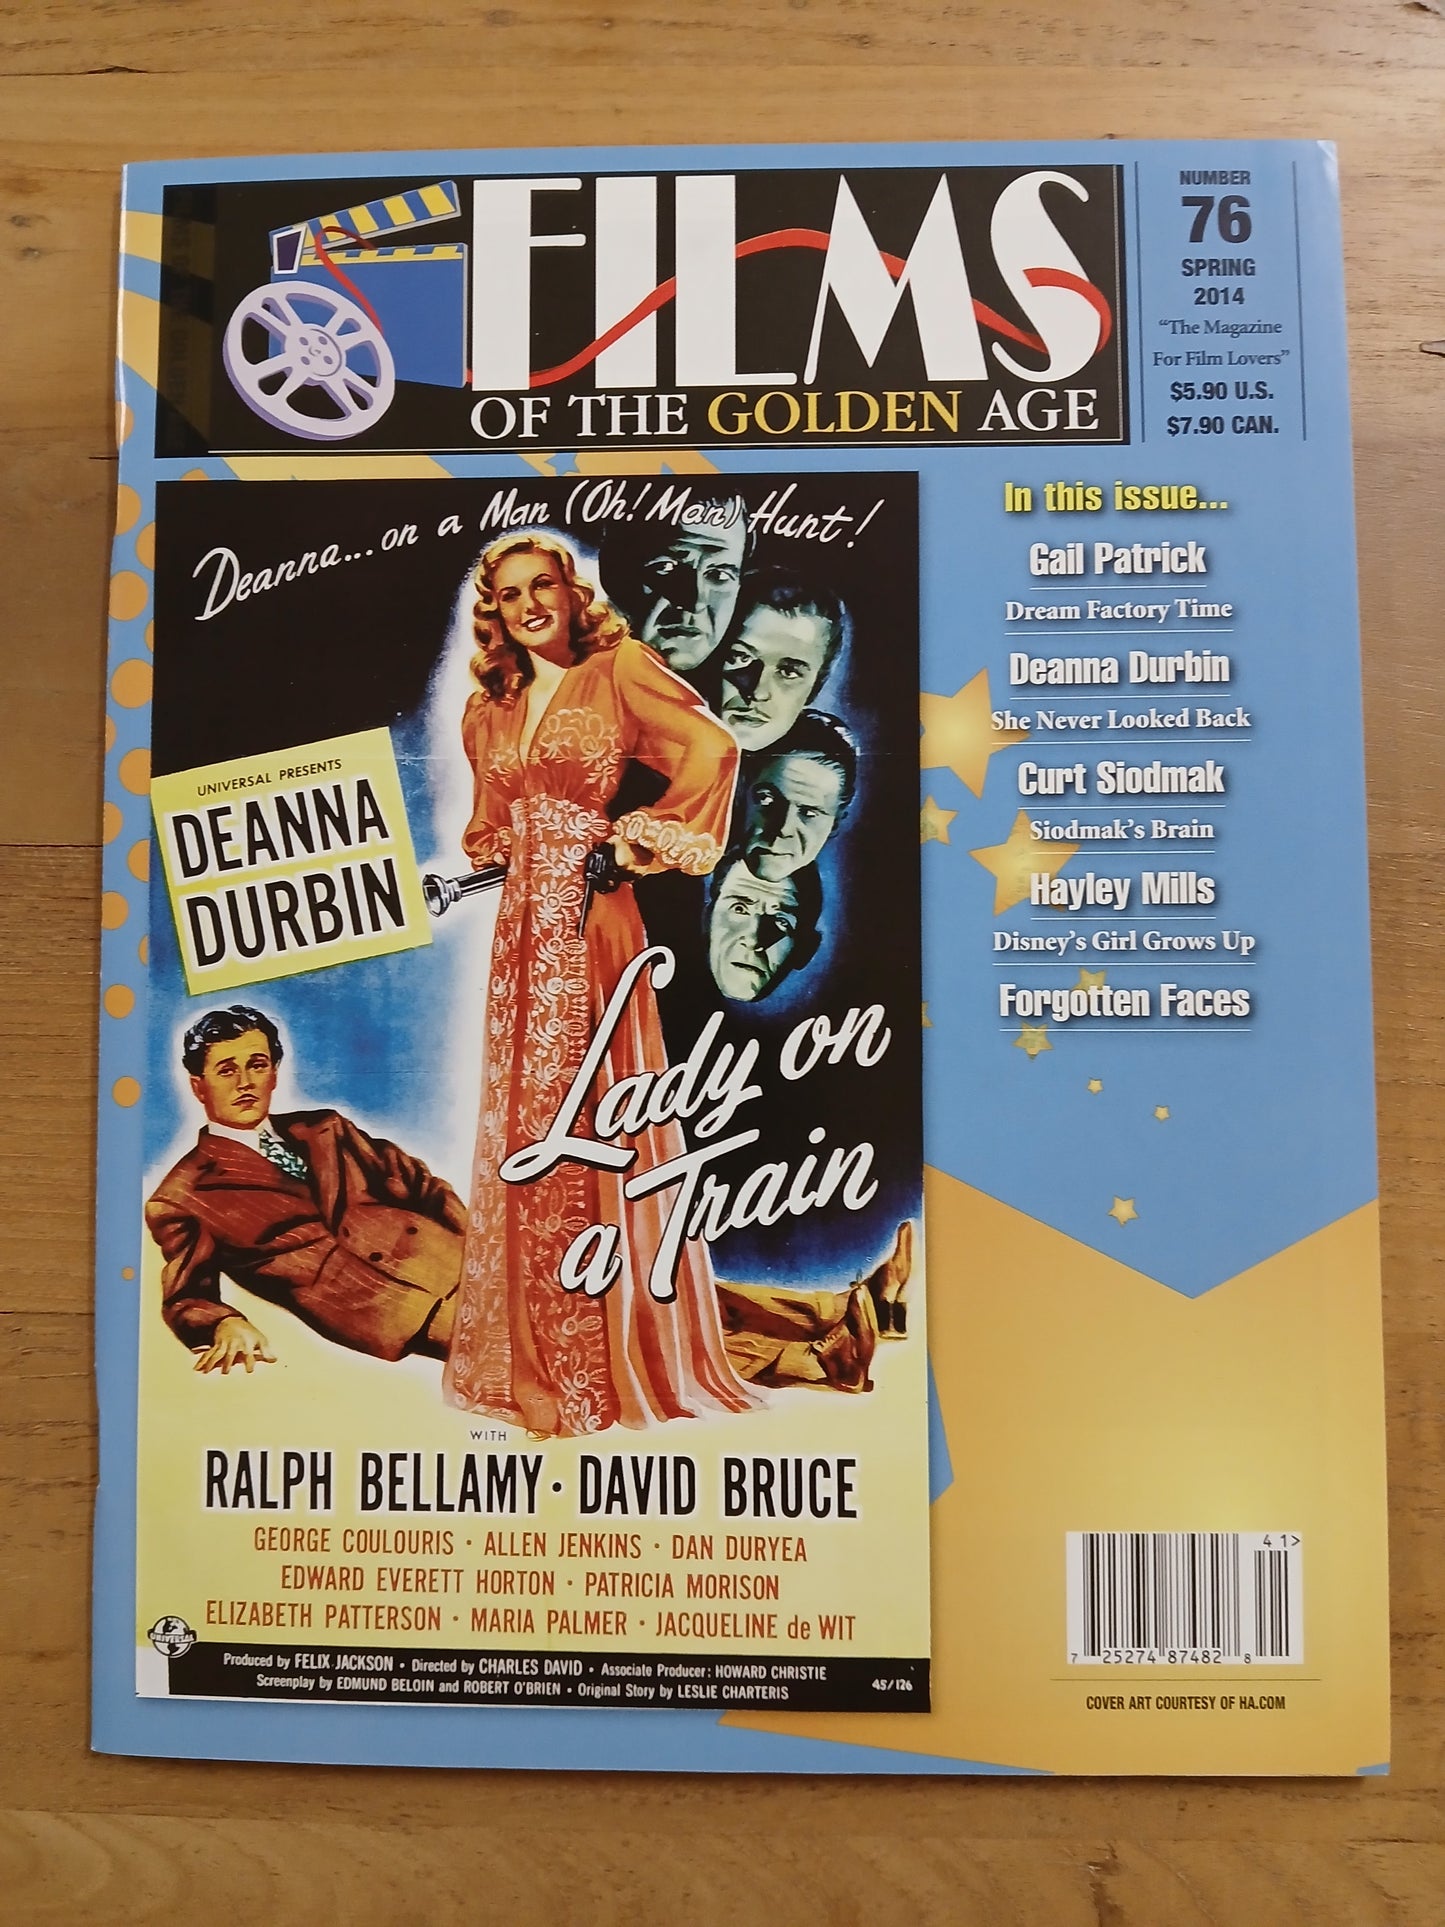 FILMS
OF THE GOLDEN AGE
NUMBER
76
SPRING
2014
“The Magazine
For Film Lovers”
$5.90 U.S.
$7.90 CAN.
Deanna... on a Man (Oh! Man) Hunt!
UNIVERSAL PRESENTS
DEANNA
DURBIN
Lady on
a Train
WITH
RALPH BELLAMY · DAVID BRUCE
GEORGE COULOURIS · ALLEN JENKINS · DAN DURYEA
EDWARD EVERETT HORTON · PATRICIA MORISON
ELIZABETH PATTERSON · MARIA PALMER · JACQUELINE de WIT
UNIVERSAL
Produced by FELIX JACKSON • Directed by CHARLES DAVID • Associate Producer: HOWARD CHRISTIE
Screenplay by EDMUND BELOIN and ROBERT O'BRIEN • Original Story by LESLIE CHARTERIS
45/126
In this issue...
Gail Patrick
Dream Factory Time
Deanna Durbin
She Never Looked Back
Curt Siodmak
Siodmak’s Brain
Hayley Mills
Disney’s Girl Grows Up
Forgotten Faces
41>
7 25274 87482 8
COVER ART COURTESY OF HA.COM